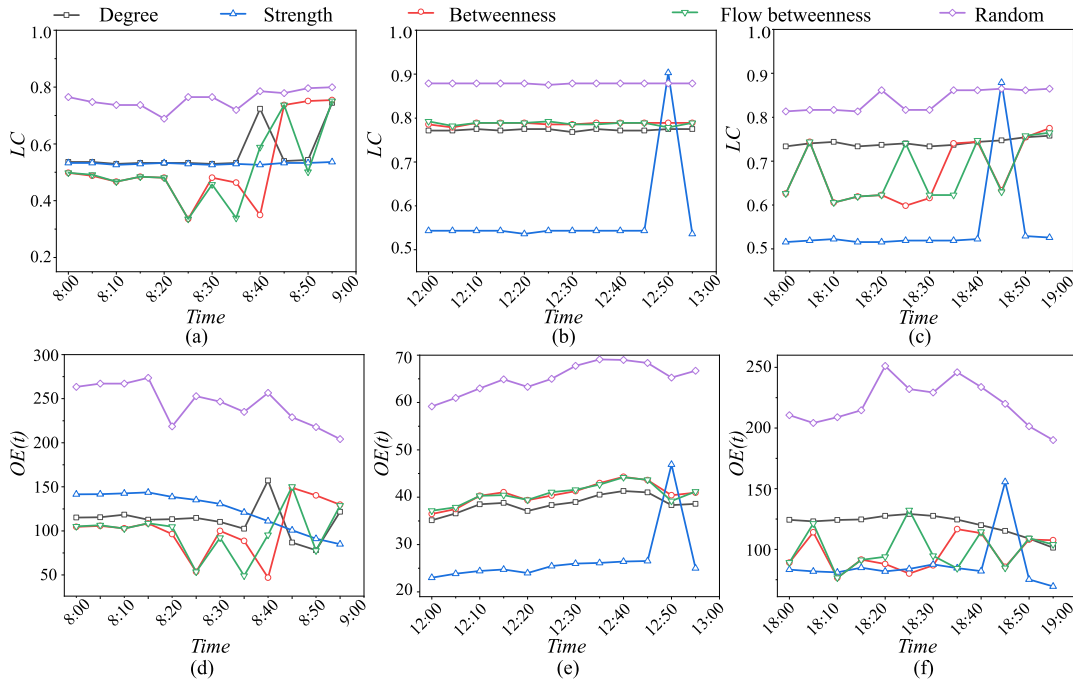 Degree Strength Betweenness Flow betweenness Random
1.0
0.8
0.6
0.4
0.2
LC
8:00 8:10 8:20 8:30 8:40 8:50 9:00
Time
(a)
1.0
0.9
0.8
0.7
0.6
0.5
LC
12:00 12:10 12:20 12:30 12:40 12:50 13:00
Time
(b)
1.0
0.9
0.8
0.7
0.6
0.5
LC
18:00 18:10 18:20 18:30 18:40 18:50 19:00
Time
(c)
300
250
200
150
100
50
OE(t)
8:00 8:10 8:20 8:30 8:40 8:50 9:00
Time
(d)
70
60
50
40
30
20
OE(t)
12:00 12:10 12:20 12:30 12:40 12:50 13:00
Time
(e)
250
200
150
100
OE(t)
18:00 18:10 18:20 18:30 18:40 18:50 19:00
Time
(f)